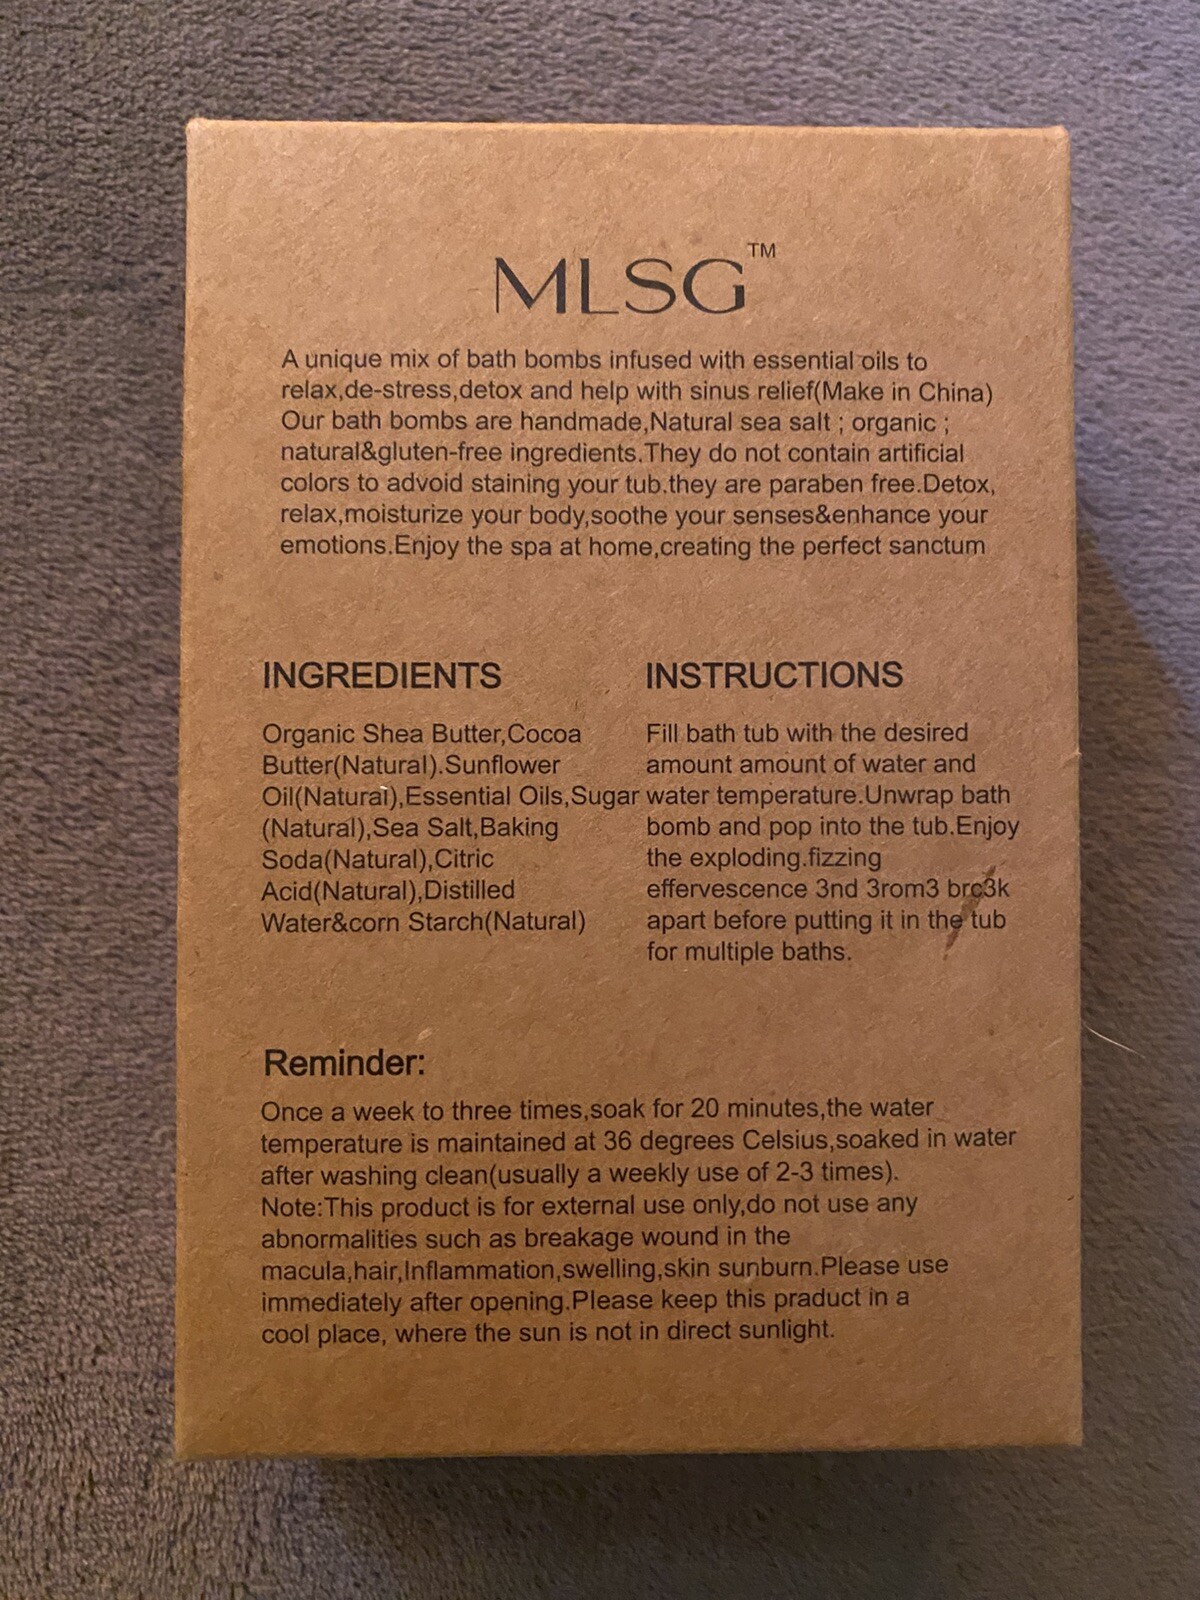 MLSG™
A unique mix of bath bombs infused with essential oils to
relax,de-stress,detox and help with sinus relief(Make in China)
Our bath bombs are handmade,Natural sea salt ; organic ;
natural&gluten-free ingredients.They do not contain artificial
colors to advoid staining your tub.they are paraben free.Detox,
relax,moisturize your body,soothe your senses&enhance your
emotions.Enjoy the spa at home,creating the perfect sanctum
INGREDIENTS
Organic Shea Butter,Cocoa
Butter(Natural).Sunflower
Oil(Natural),Essential Oils,Sugar
(Natural),Sea Salt,Baking
Soda(Natural),Citric
Acid(Natural),Distilled
Water&corn Starch(Natural)
INSTRUCTIONS
Fill bath tub with the desired
amount amount of water and
water temperature.Unwrap bath
bomb and pop into the tub.Enjoy
the exploding.fizzing
effervescence 3nd 3rom3 brc3k
apart before putting it in the tub
for multiple baths.
Reminder:
Once a week to three times,soak for 20 minutes,the water
temperature is maintained at 36 degrees Celsius,soaked in water
after washing clean(usually a weekly use of 2-3 times).
Note:This product is for external use only,do not use any
abnormalities such as breakage wound in the
macula,hair,Inflammation,swelling,skin sunburn.Please use
immediately after opening.Please keep this praduct in a
cool place, where the sun is not in direct sunlight.